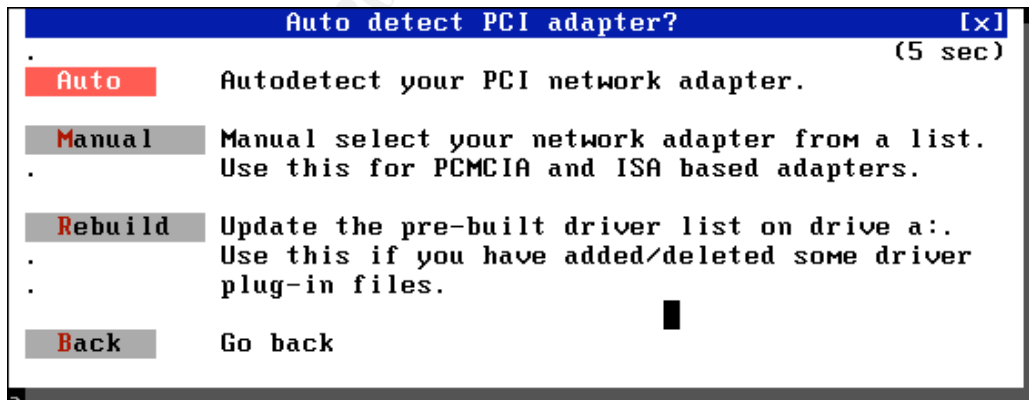 Auto detect PCI adapter? [x]
. (5 sec)
Auto Autodetect your PCI network adapter.
Manual Manual select your network adapter from a list.
. Use this for PCMCIA and ISA based adapters.
Rebuild Update the pre-built driver list on drive a:.
. Use this if you have added/deleted some driver
. plug-in files.
Back Go back